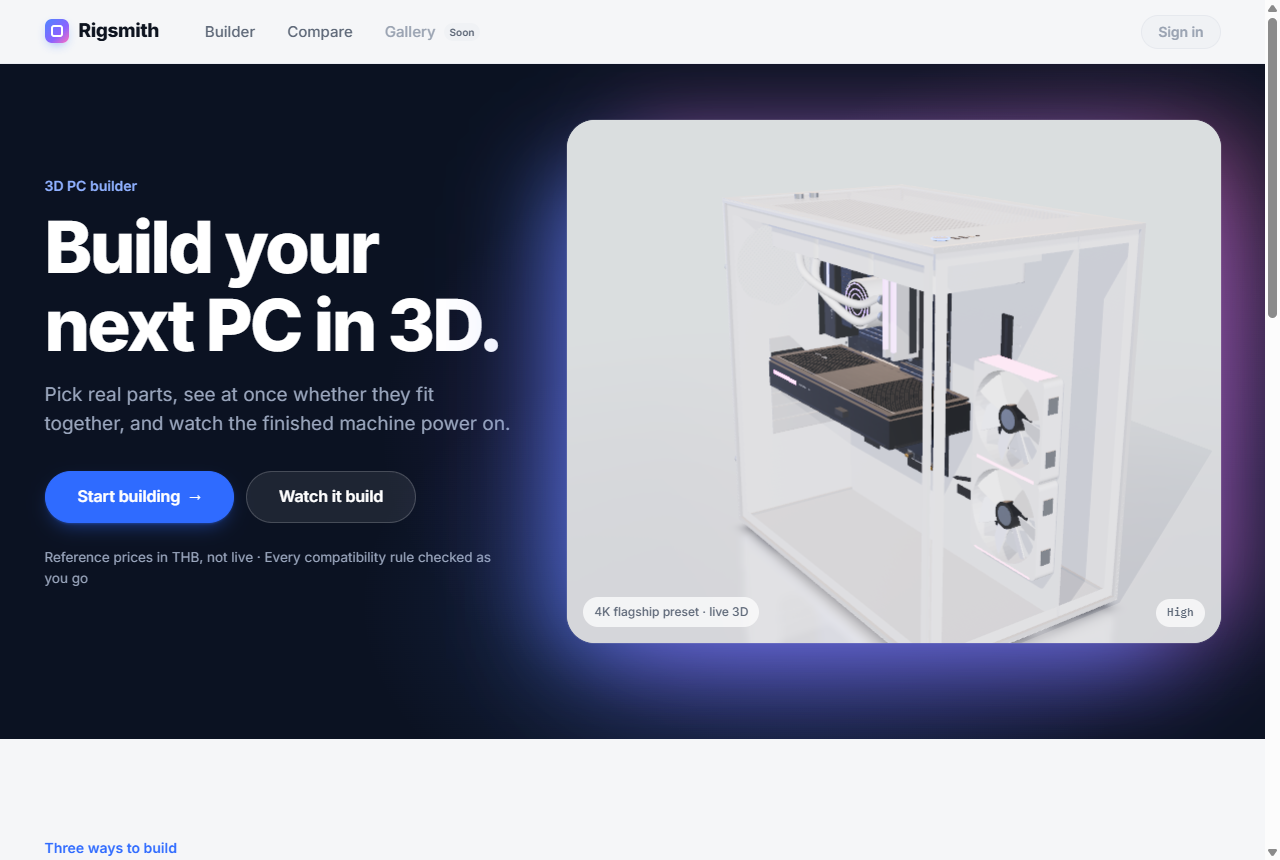 Rigsmith
Builder
Compare
Gallery
Soon
Sign in
3D PC builder
Build your
next PC in 3D.
Pick real parts, see at once whether they fit
together, and watch the finished machine power on.
Start building →
Watch it build
Reference prices in THB, not live · Every compatibility rule checked as
you go
4K flagship preset · live 3D
High
Three ways to build